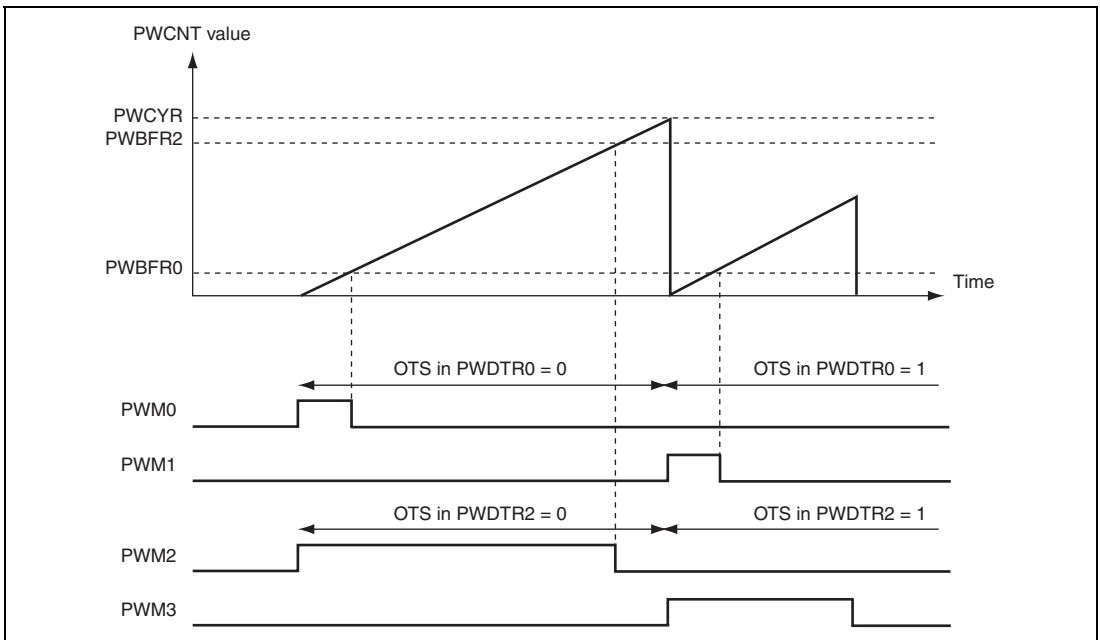 PWCNT value
PWCYR
PWBFR2
PWBFR0
Time
OTS in PWDTR0 = 0 OTS in PWDTR0 = 1
PWM0
PWM1
OTS in PWDTR2 = 0 OTS in PWDTR2 = 1
PWM2
PWM3